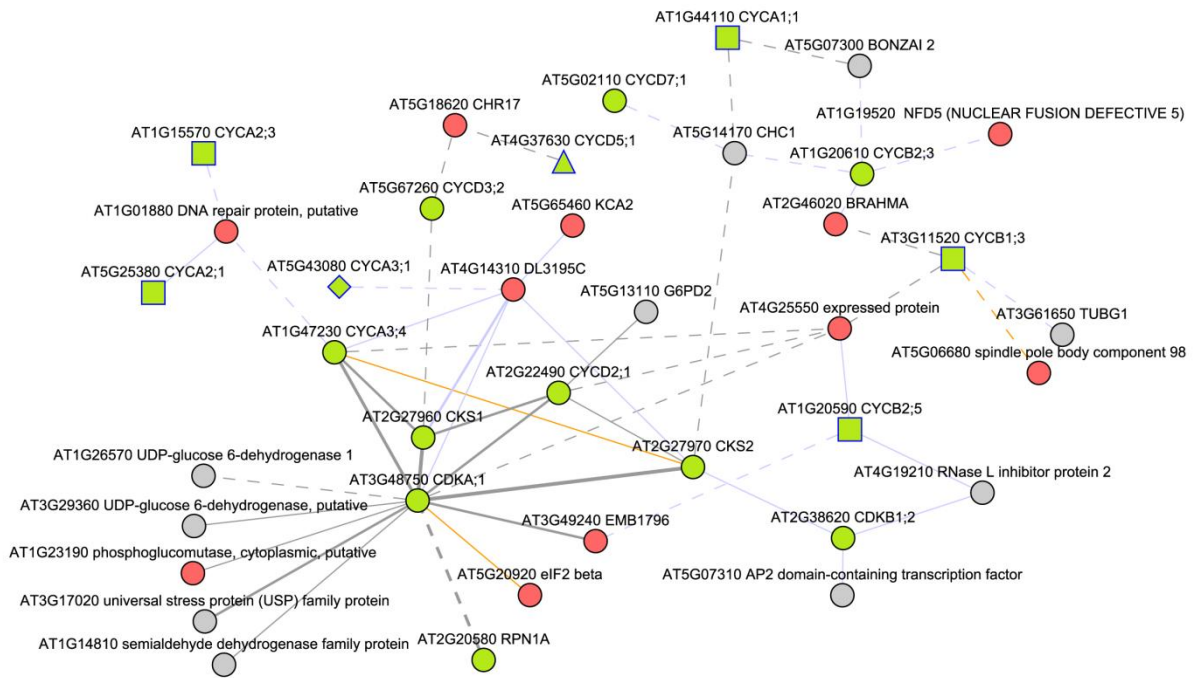 AT1G44110 CYCA1;1
AT5G07300 BONZAI 2
AT5G02110 CYCD7;1
AT5G18620 CHR17
AT1G19520 NFD5 (NUCLEAR FUSION DEFECTIVE 5)
AT1G15570 CYCA2;3
AT4G37630 CYCD5;1
AT5G14170 CHC1
AT1G20610 CYCB2;3
AT5G67260 CYCD3;2
AT5G65460 KCA2
AT2G46020 BRAHMA
AT1G01880 DNA repair protein, putative
AT3G11520 CYCB1;3
AT5G25380 CYCA2;1
AT5G43080 CYCA3;1
AT4G14310 DL3195C
AT5G13110 G6PD2
AT4G25550 expressed protein
AT3G61650 TUBG1
AT1G47230 CYCA3;4
AT5G06680 spindle pole body component 98
AT2G22490 CYCD2;1
AT2G27960 CKS1
AT1G20590 CYCB2;5
AT2G27970 CKS2
AT1G26570 UDP-glucose 6-dehydrogenase 1
AT3G48750 CDKA;1
AT4G19210 RNase L inhibitor protein 2
AT3G29360 UDP-glucose 6-dehydrogenase, putative
AT3G49240 EMB1796
AT2G38620 CDKB1;2
AT1G23190 phosphoglucomutase, cytoplasmic, putative
AT5G20920 eIF2 beta
AT5G07310 AP2 domain-containing transcription factor
AT3G17020 universal stress protein (USP) family protein
AT1G14810 semialdehyde dehydrogenase family protein
AT2G20580 RPN1A